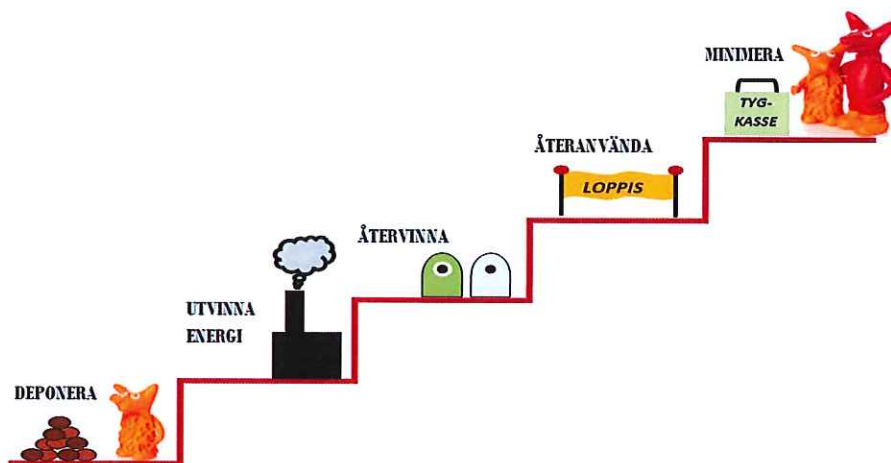 MINIMERA
TYG-
KASSE
ÅTERANVÄNDA
LOPPIS
ÅTERVINNA
UTVINNA
ENERGI
DEPONERA